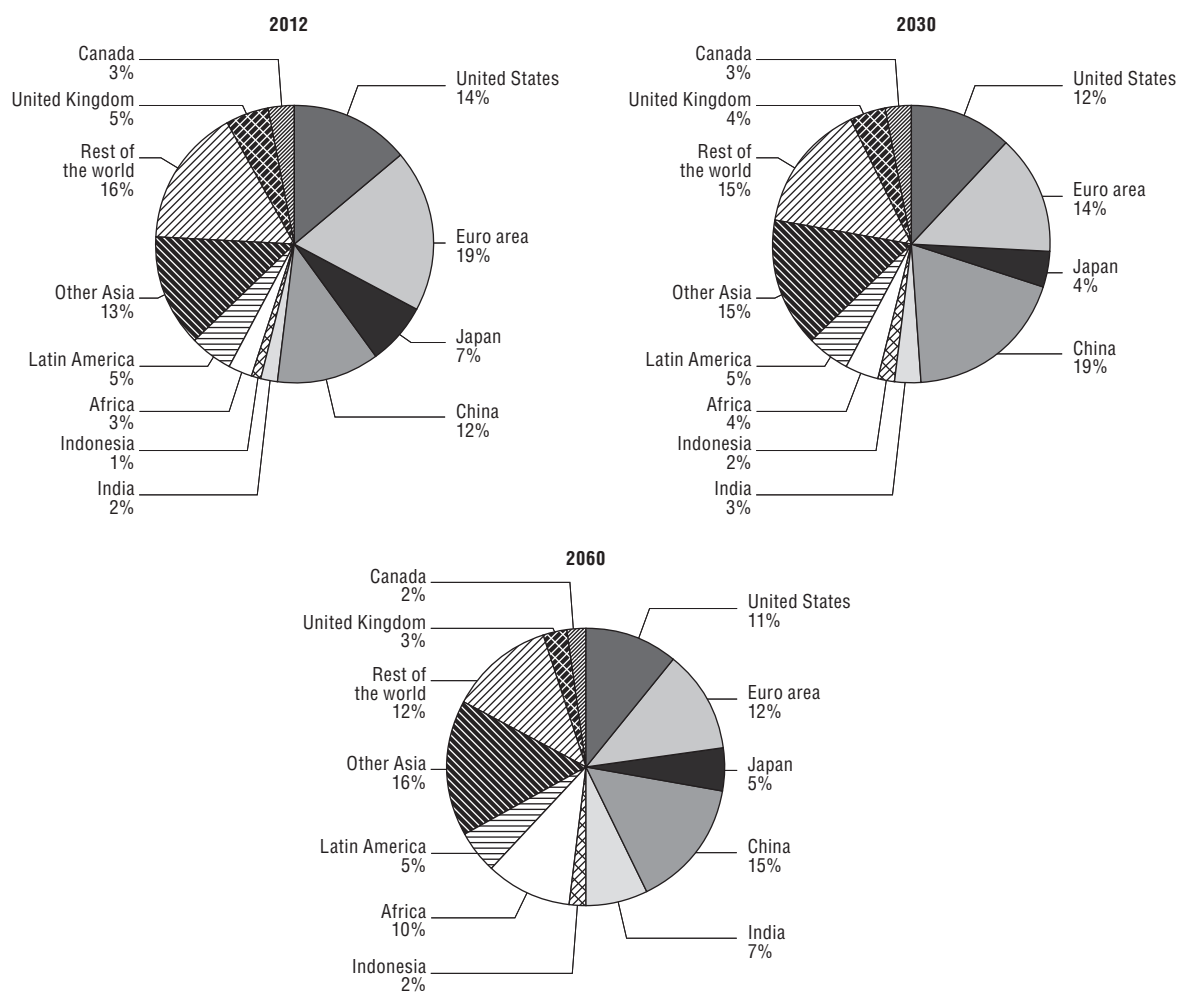 2012
Canada
3%
United Kingdom
5%
Rest of
the world
16%
Other Asia
13%
Latin America
5%
Africa
3%
Indonesia
1%
India
2%
United States
14%
Euro area
19%
Japan
7%
China
12%
2030
Canada
3%
United Kingdom
4%
Rest of
the world
15%
Other Asia
15%
Latin America
5%
Africa
4%
Indonesia
2%
India
3%
United States
12%
Euro area
14%
Japan
4%
China
19%
2060
Canada
2%
United Kingdom
3%
Rest of
the world
12%
Other Asia
16%
Latin America
5%
Africa
10%
Indonesia
2%
United States
11%
Euro area
12%
Japan
5%
China
15%
India
7%